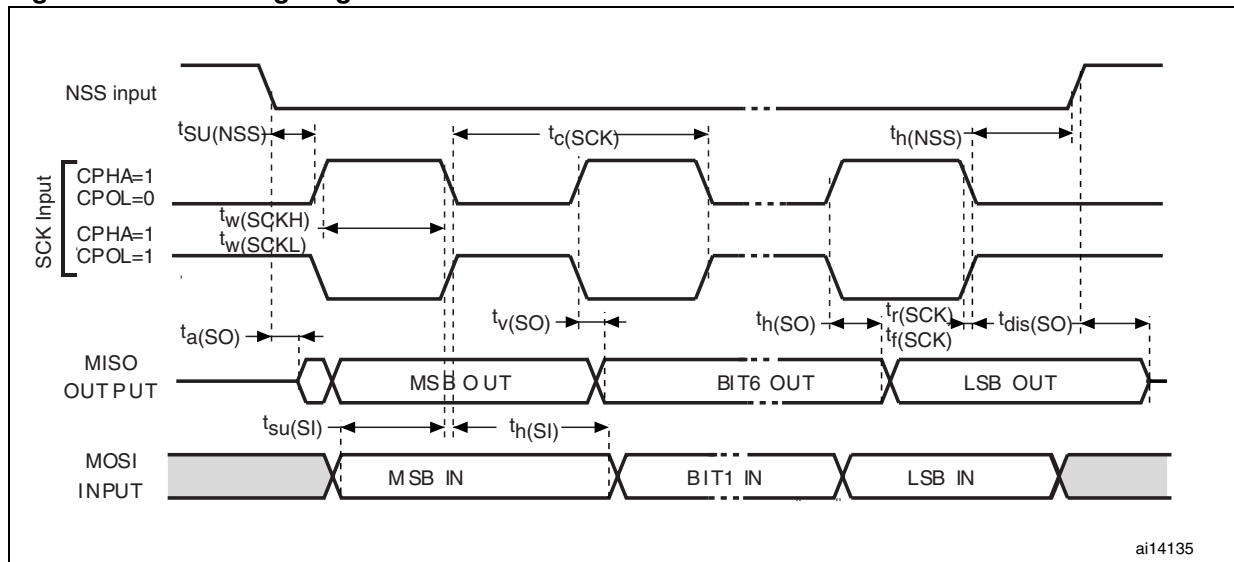 NSS input
tSU(NSS)
tc(SCK)
th(NSS)
SCK Input
CPHA=1
CPOL=0
tw(SCKH)
tw(SCKL)
CPHA=1
CPOL=1
ta(SO)
tv(SO)
th(SO)
tr(SCK)
tf(SCK)
tdis(SO)
MISO
OUTPUT
MSB OUT
BIT6 OUT
LSB OUT
tsu(SI)
th(SI)
MOSI
INPUT
MSB IN
BIT1 IN
LSB IN
ai14135